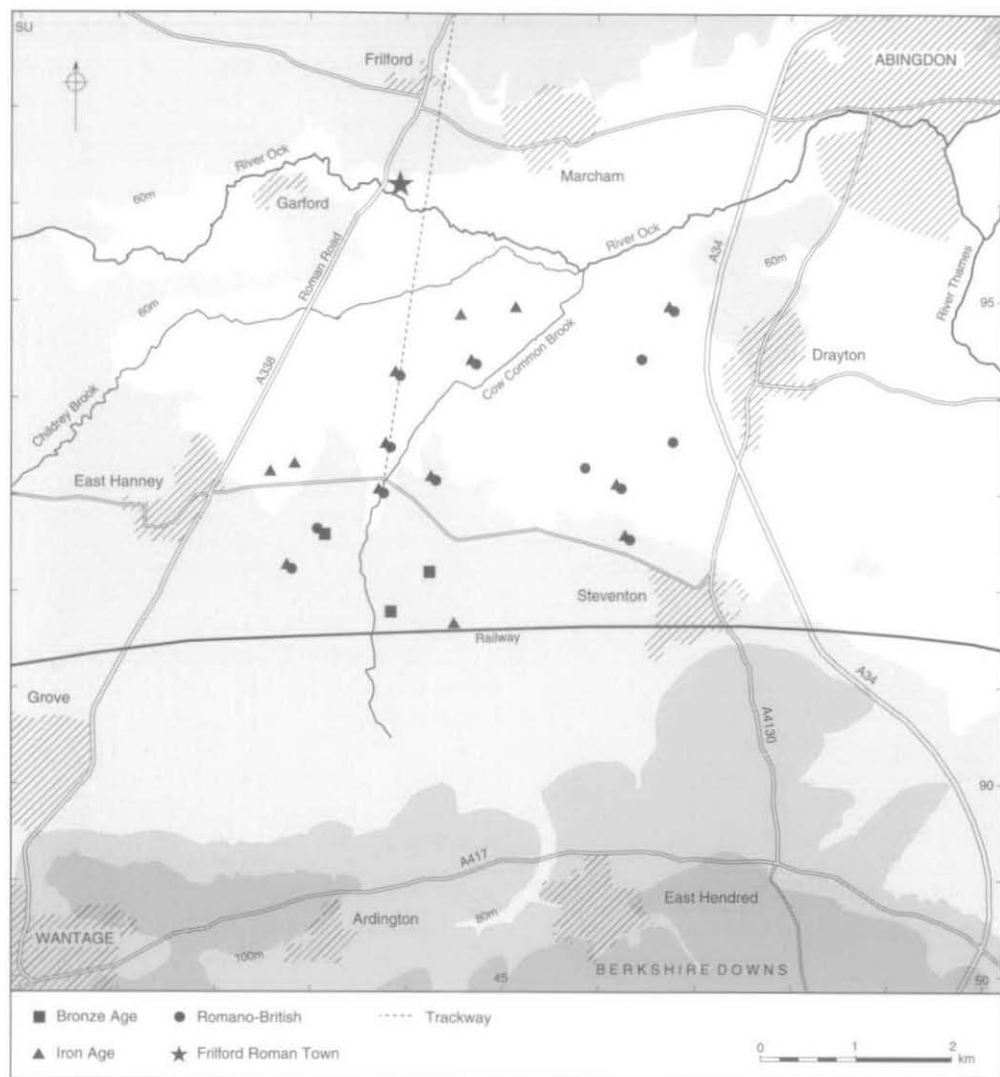 SU
Frilford
ABINGDON
River Ock
Marcham
60m
Garford
River Ock
A34
60m
Roman Road
River Thames
60m
95
Drayton
A338
Cow Common Brook
Childrey Brook
East Hanney
Steventon
Railway
A34
Grove
A4130
90
A417
East Hendred
Ardington
80m
WANTAGE
100m
BERKSHIRE DOWNS
45
50
Bronze Age
Romano-British
Trackway
Iron Age
Frilford Roman Town
0 1 2
km